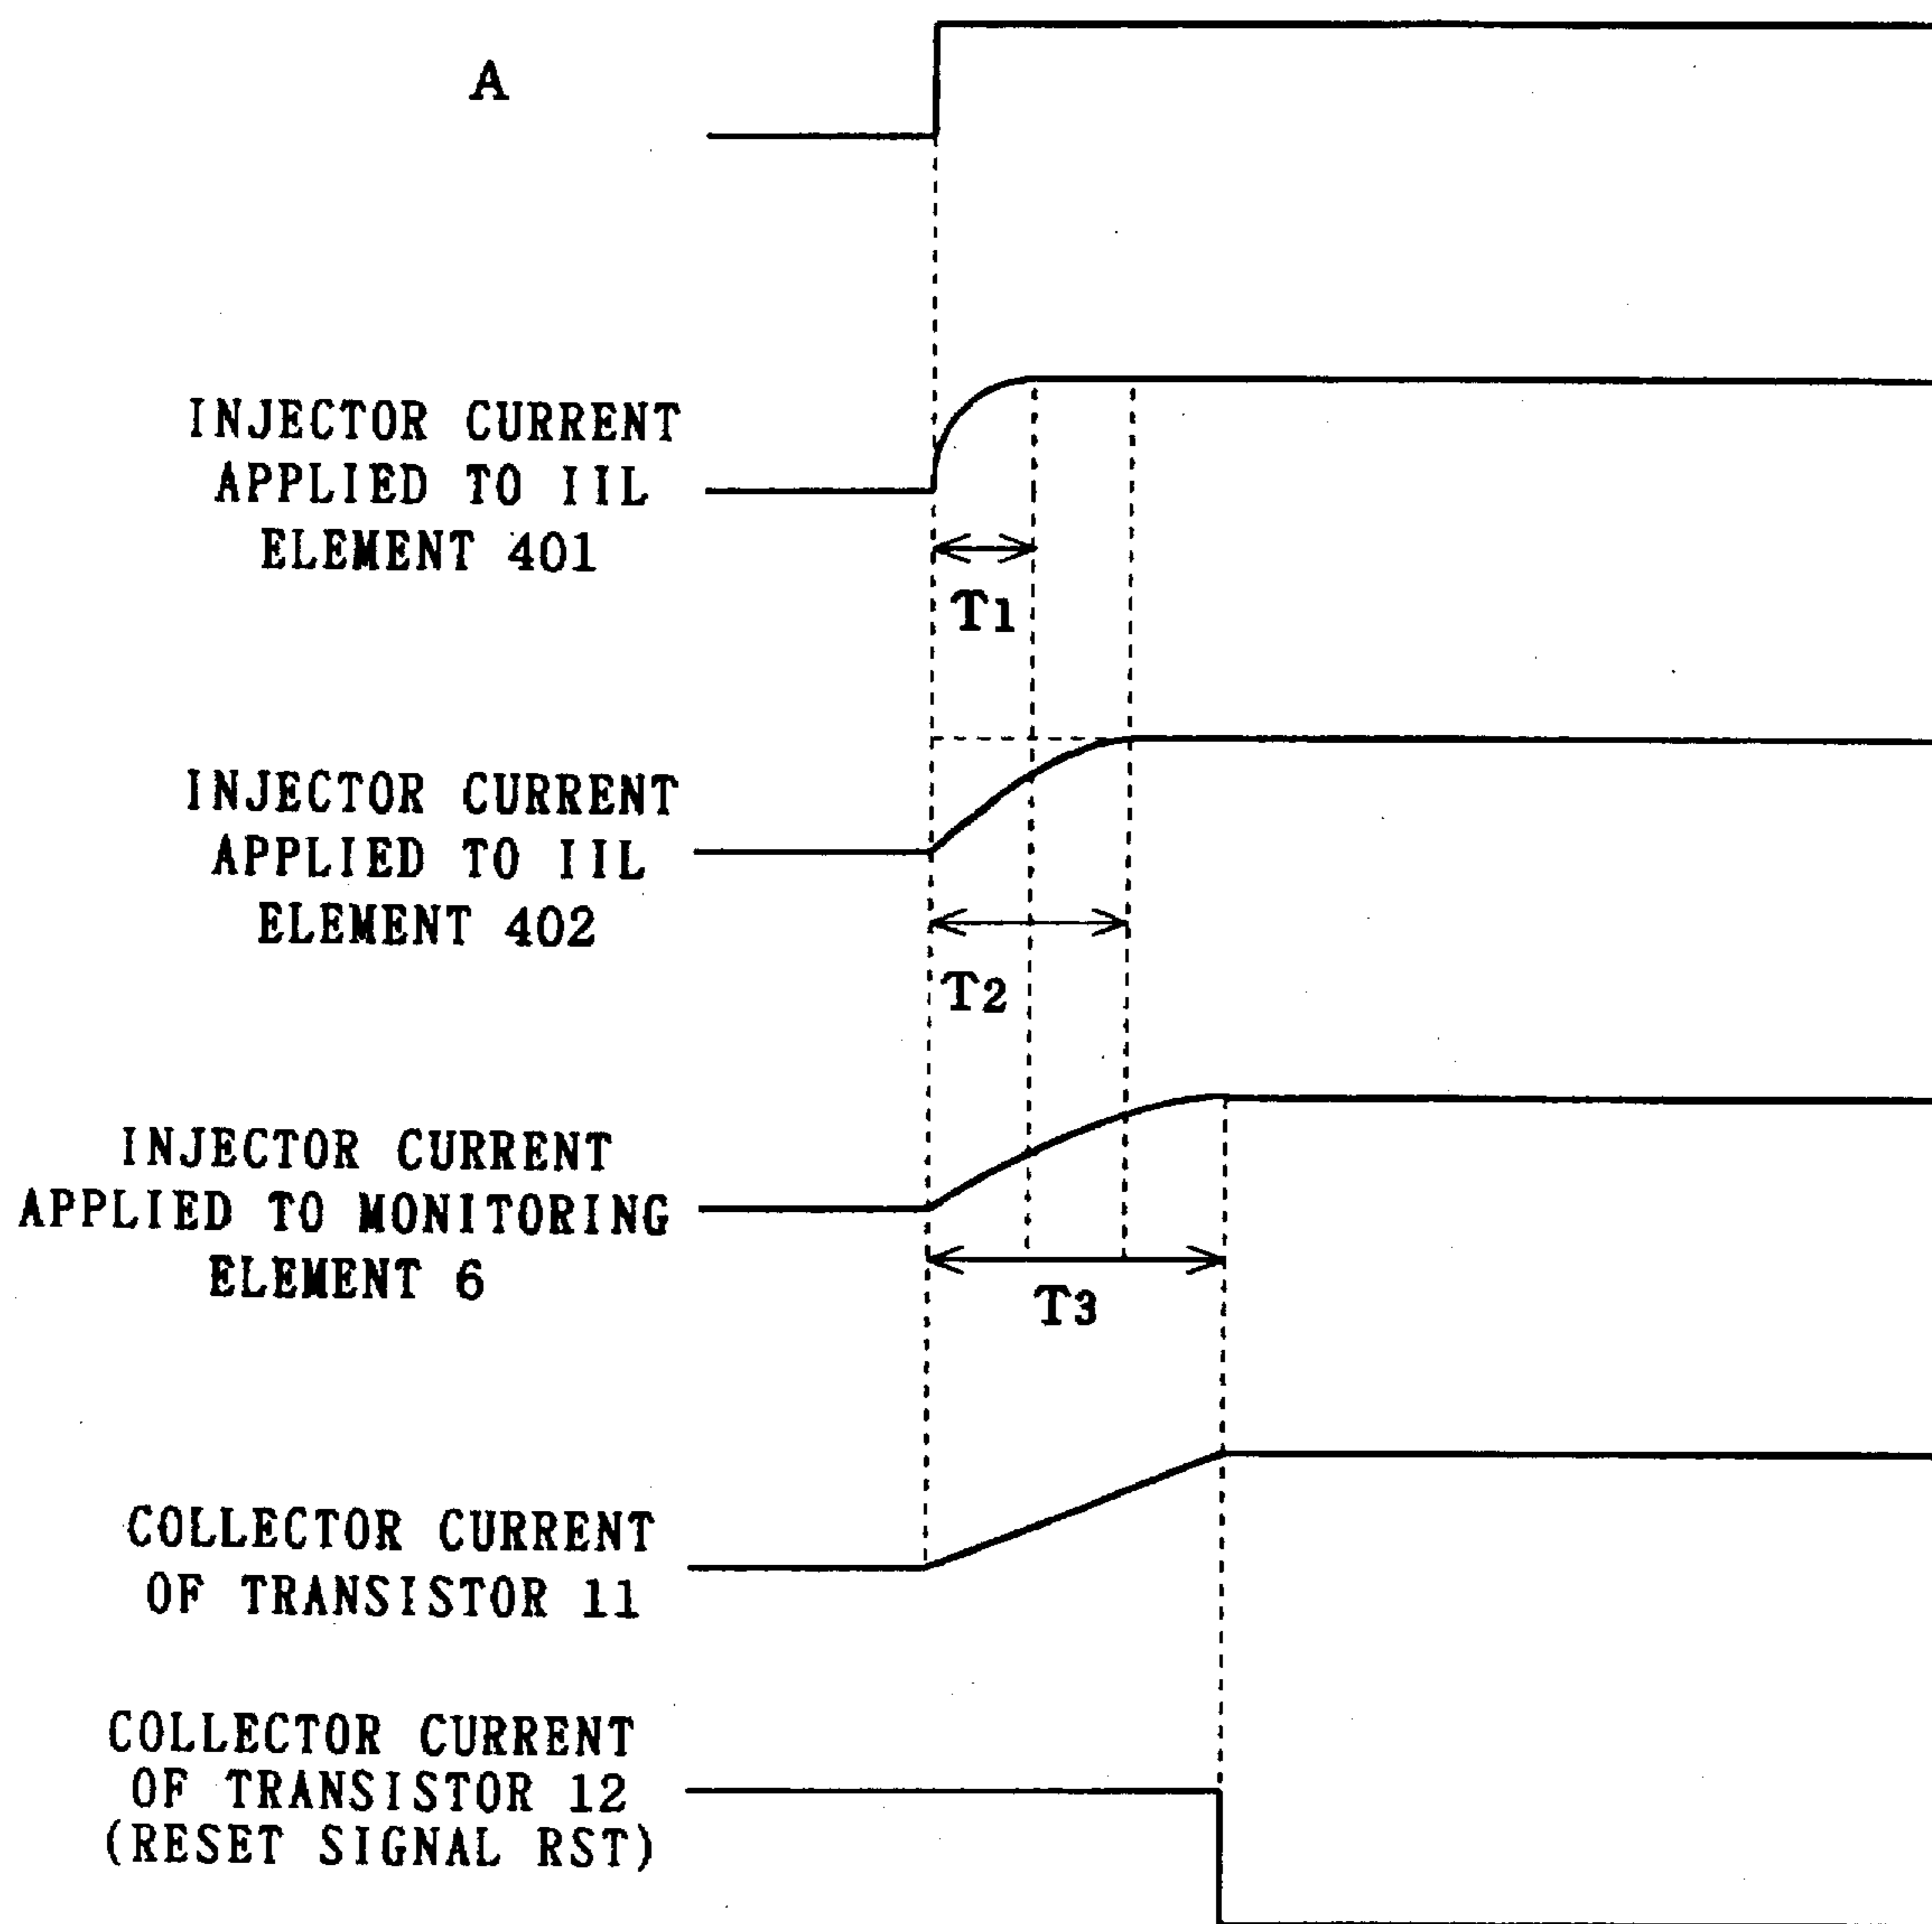 A
INJECTOR CURRENT
APPLIED TO IIL
ELEMENT 401
T1
INJECTOR CURRENT
APPLIED TO IIL
ELEMENT 402
T2
INJECTOR CURRENT
APPLIED TO MONITORING
ELEMENT 6
T3
COLLECTOR CURRENT
OF TRANSISTOR 11
COLLECTOR CURRENT
OF TRANSISTOR 12
(RESET SIGNAL RST)